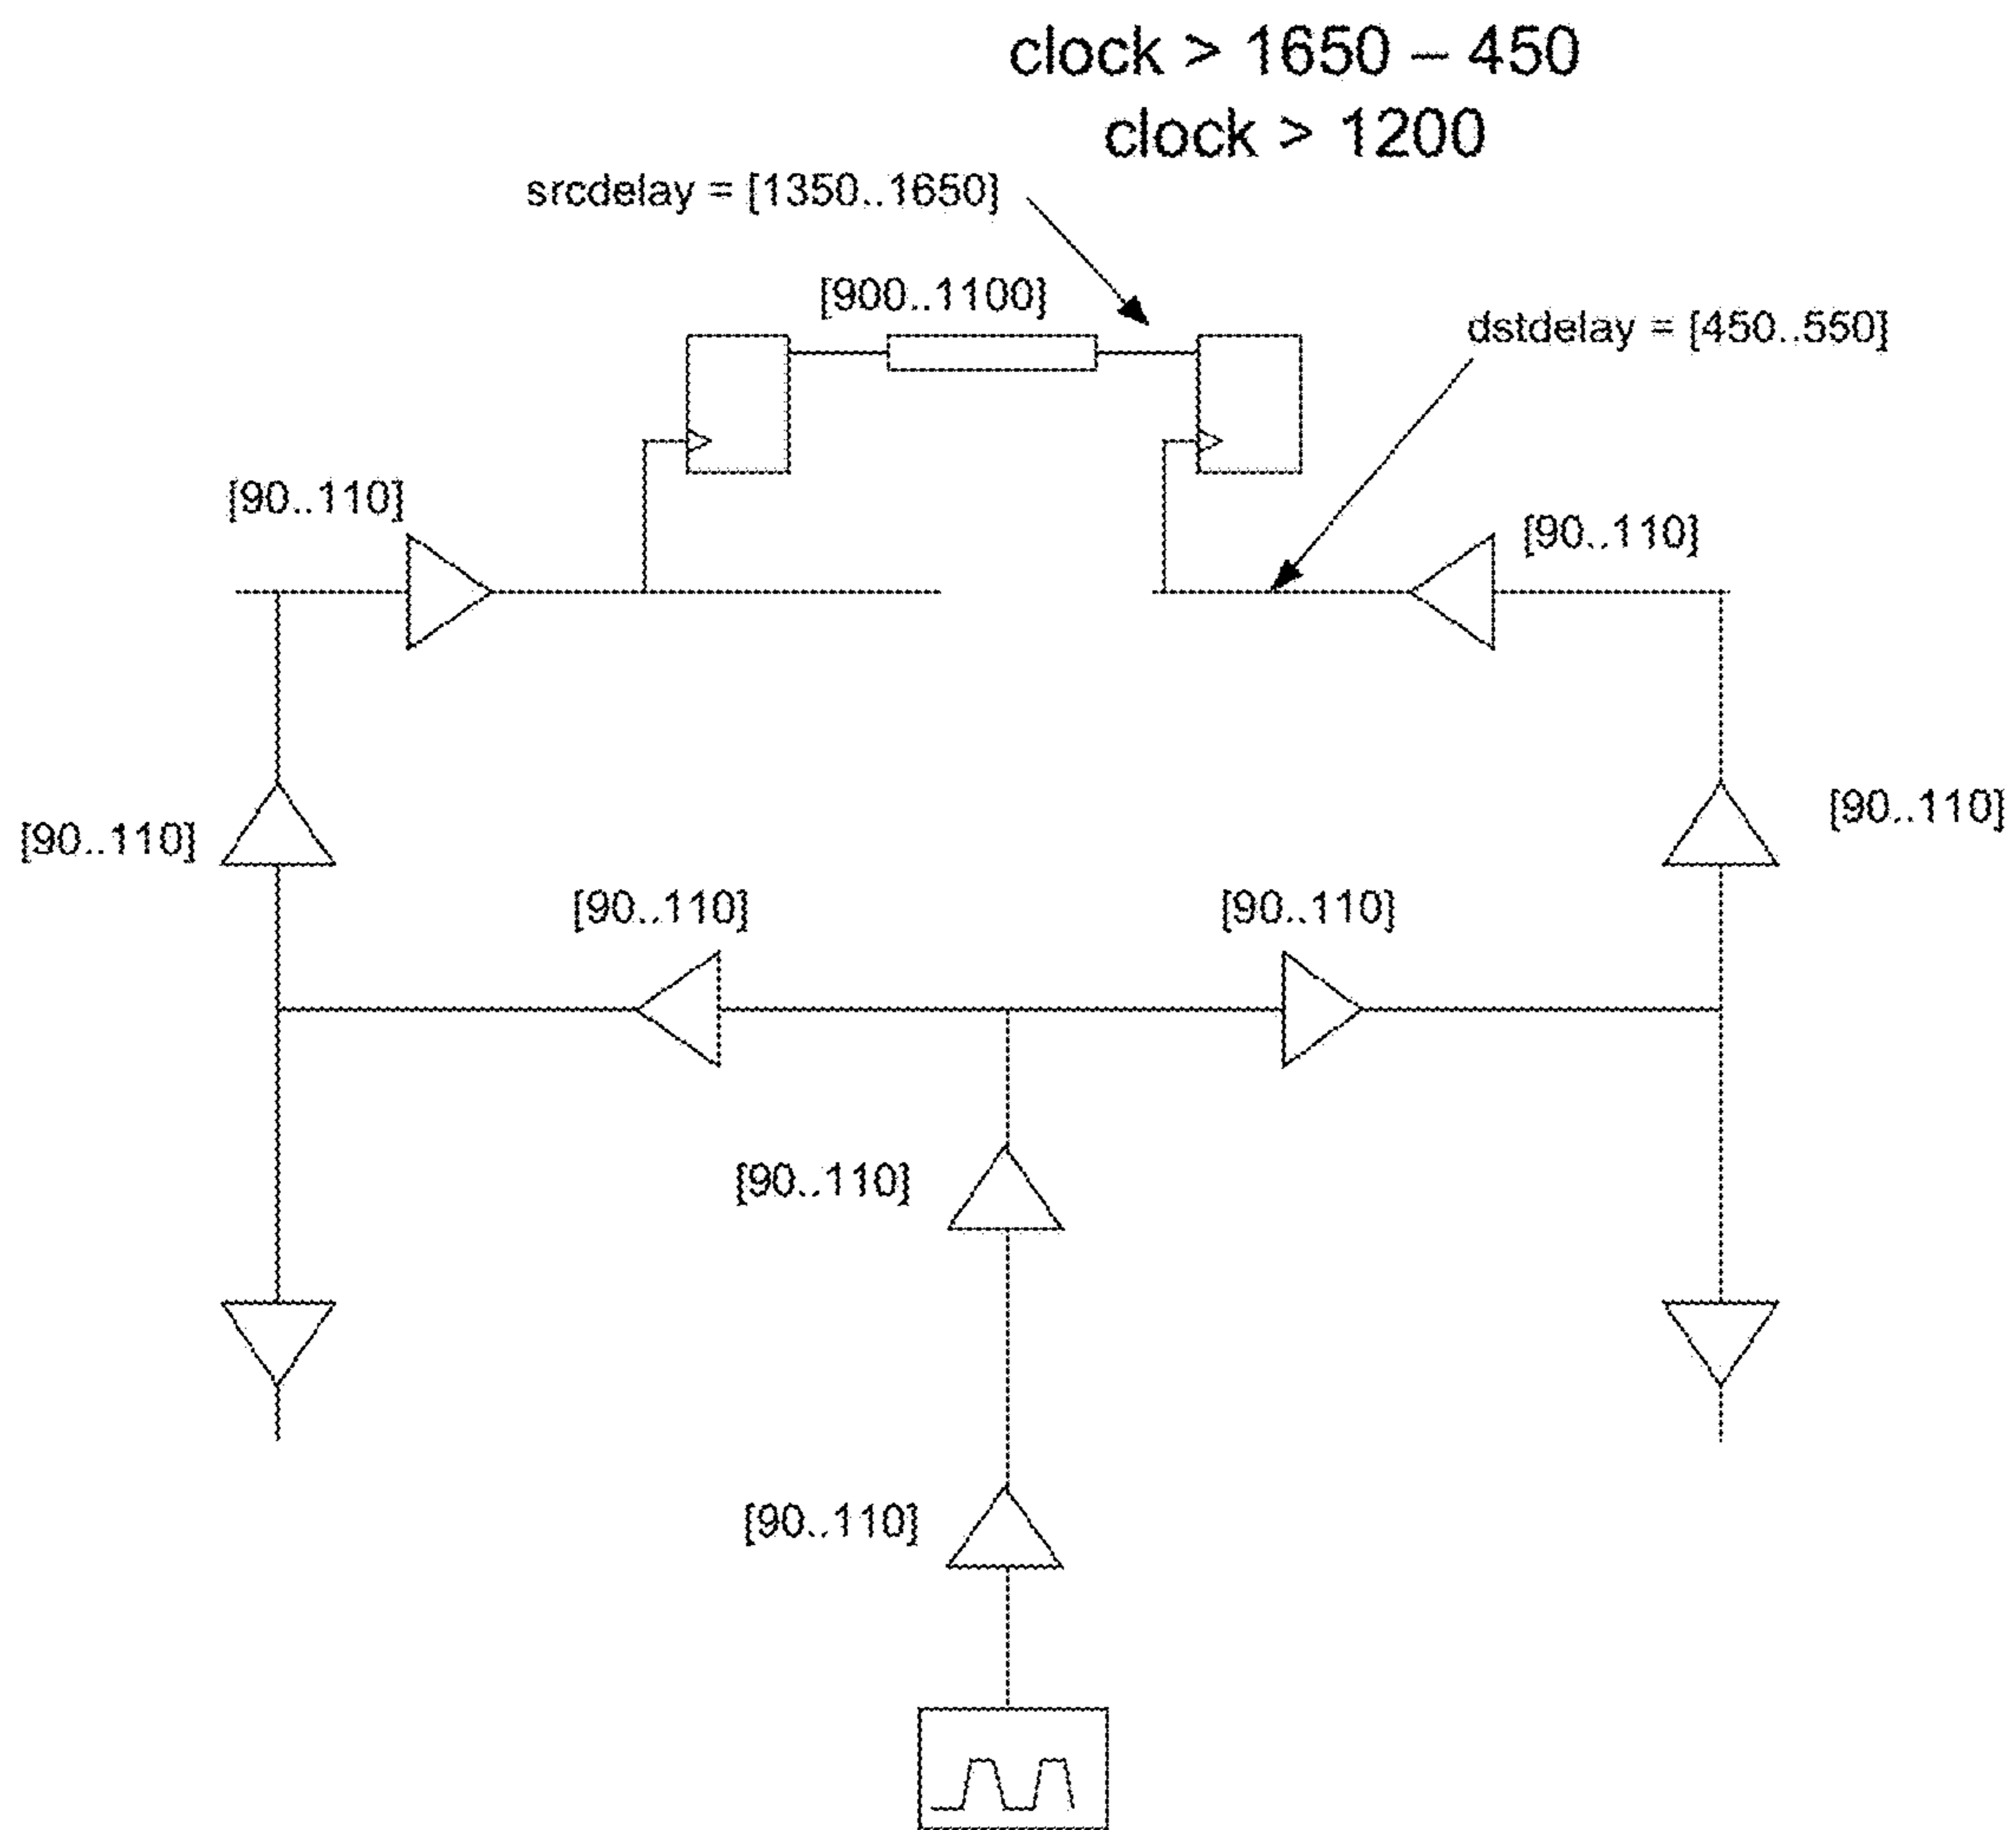 clock > 1650 – 450
clock > 1200
srcdelay = [1350..1650]
[900..1100]
dstdelay = [450..550]
[90..110]
[90..110]
[90..110]
[90..110]
[90..110]
[90..110]
[90..110]
[90..110]